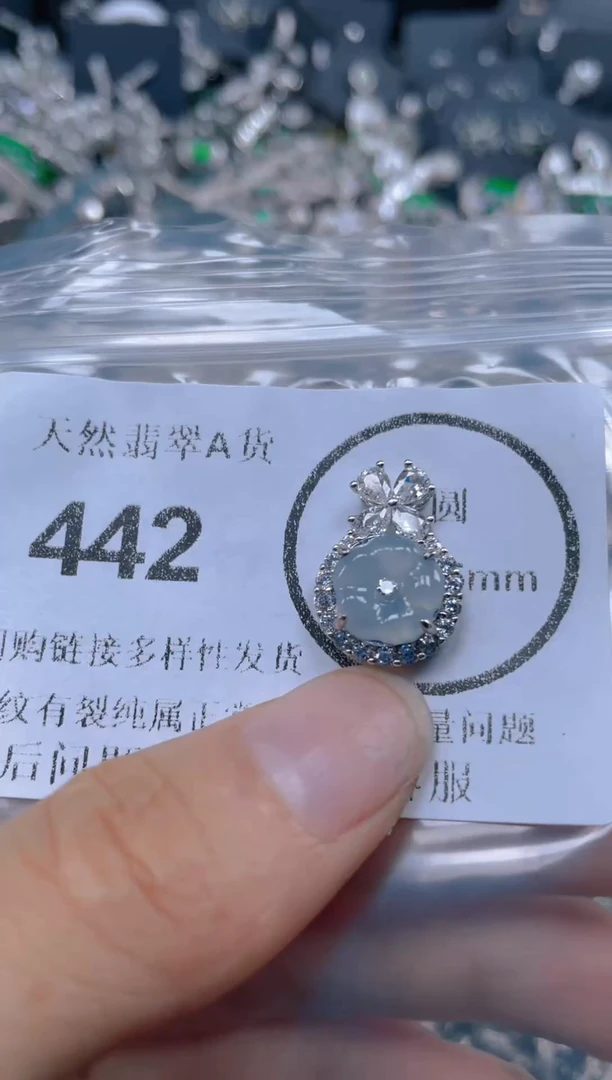 天然翡翠A货
442
圆
mm
购链接多样性发货
纹有裂纯属正
量问题
后问
服